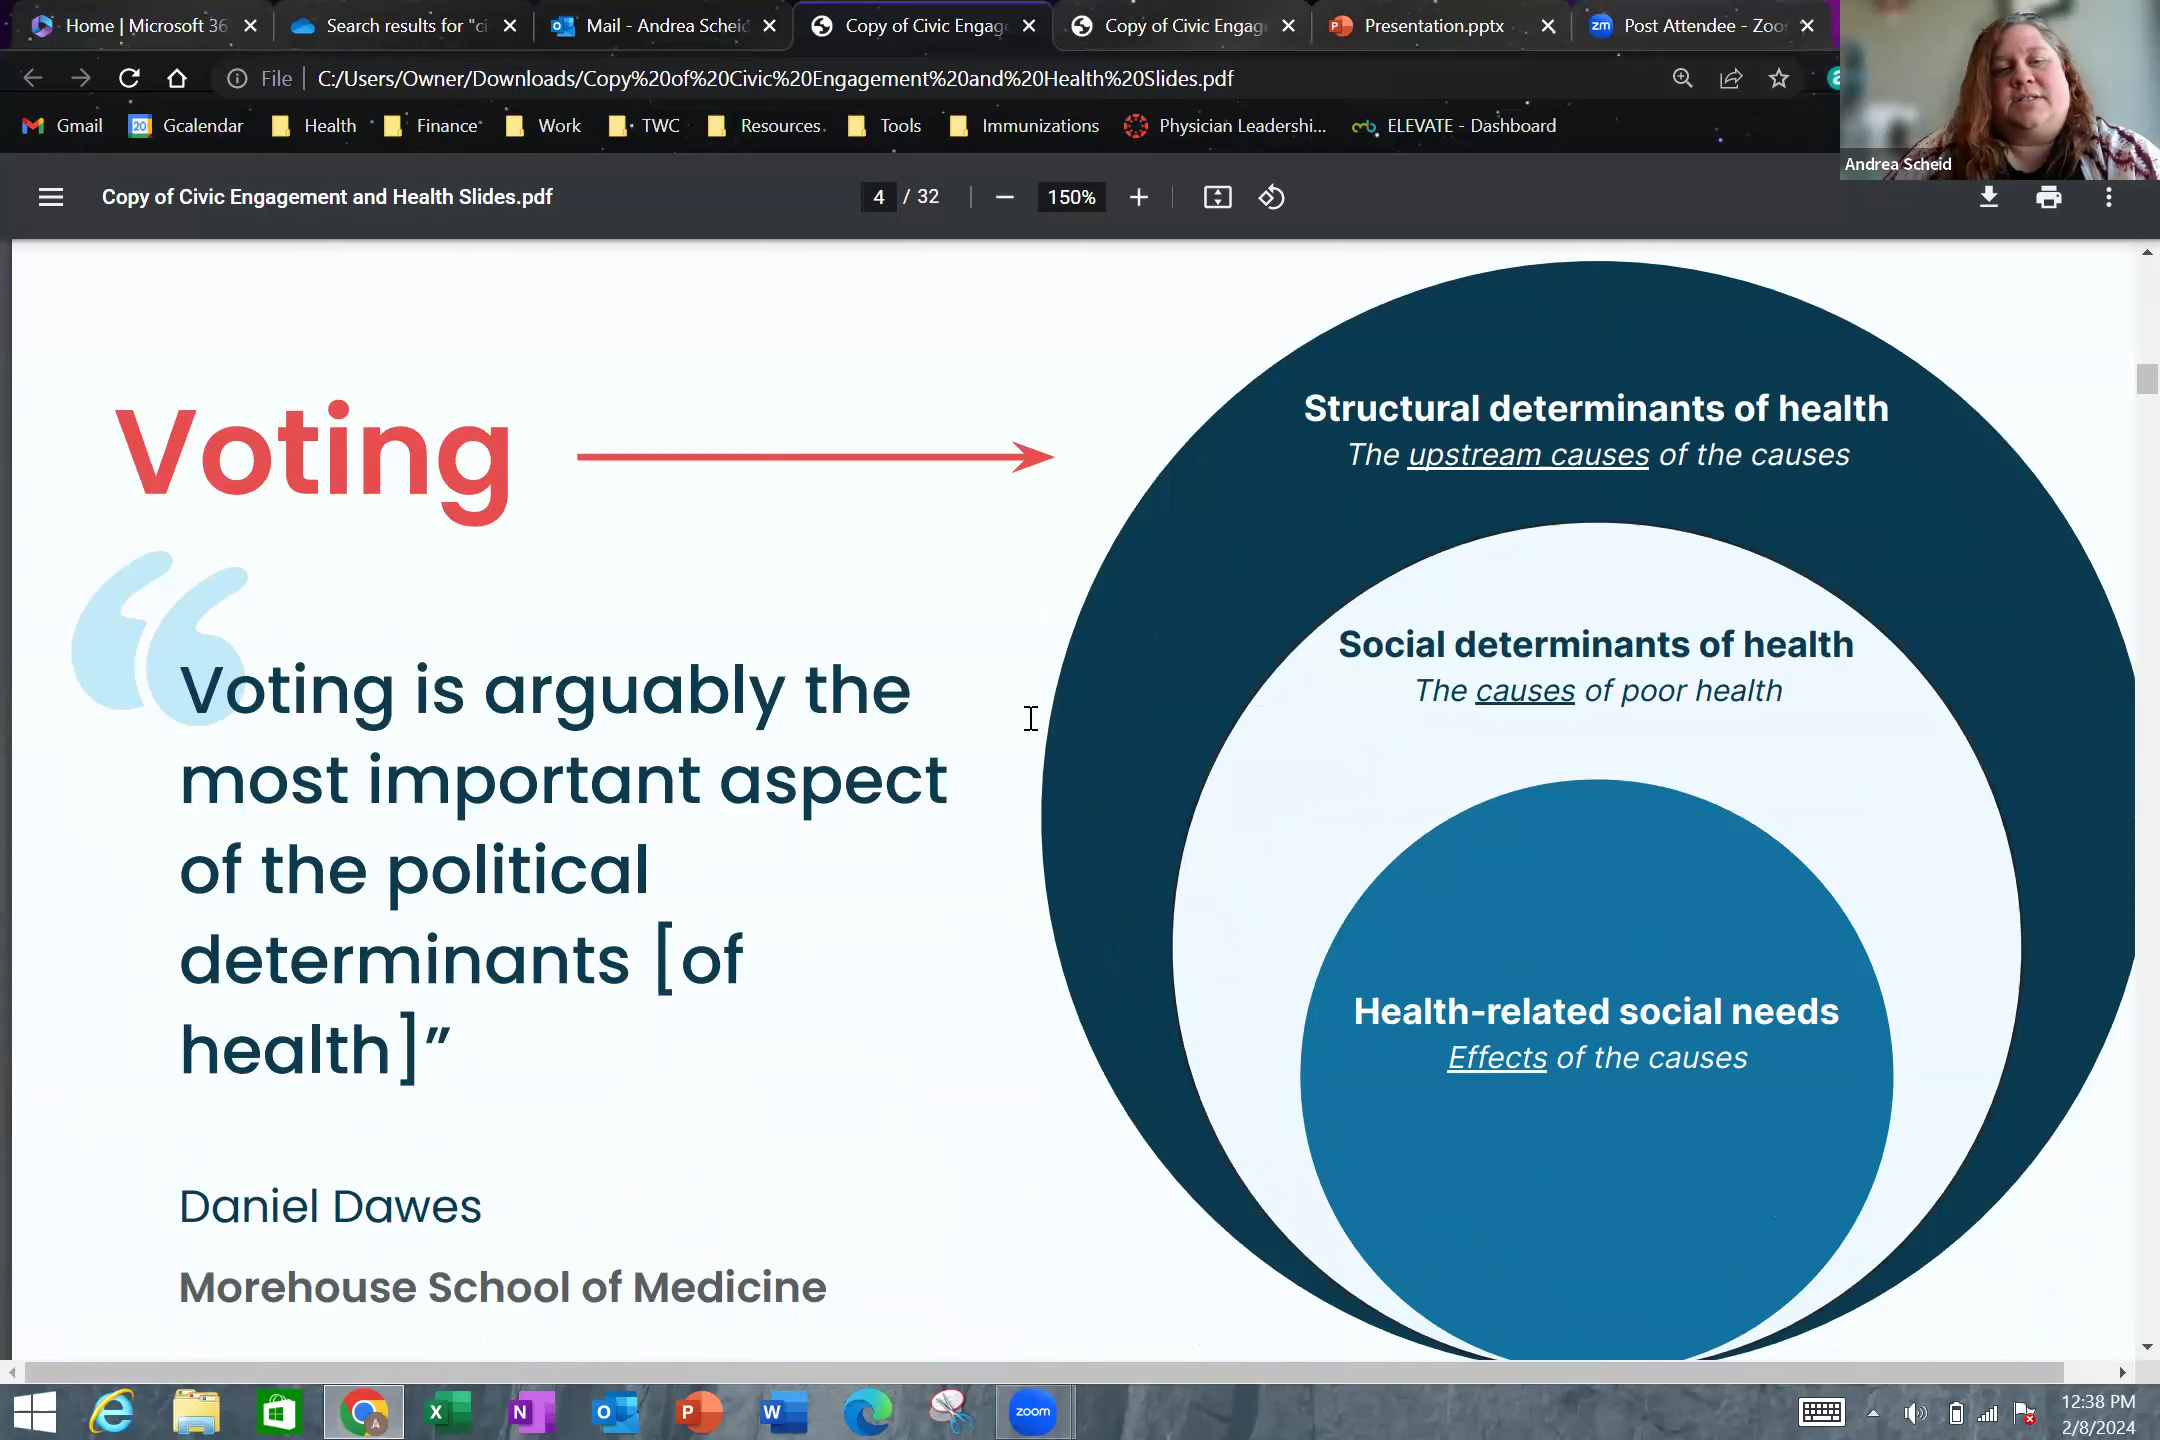 Home | Microsoft 36
Search results for "ci
Mail - Andrea Scheid
Copy of Civic Engag
Copy of Civic Engag
Presentation.pptx
Post Attendee - Zoo
File
C:/Users/Owner/Downloads/Copy%20of%20Civic%20Engagement%20and%20Health%20Slides.pdf
Gmail
Gcalendar
Health
Finance
Work
TWC
Resources
Tools
Immunizations
Physician Leadershi...
ELEVATE - Dashboard
Andrea Scheid
Copy of Civic Engagement and Health Slides.pdf
4 / 32
150%
Voting
Voting is arguably the
most important aspect
of the political
determinants [of
health]”
Daniel Dawes
Morehouse School of Medicine
Structural determinants of health
The upstream causes of the causes
Social determinants of health
The causes of poor health
Health-related social needs
Effects of the causes
zoom
12:38 PM
2/8/2024